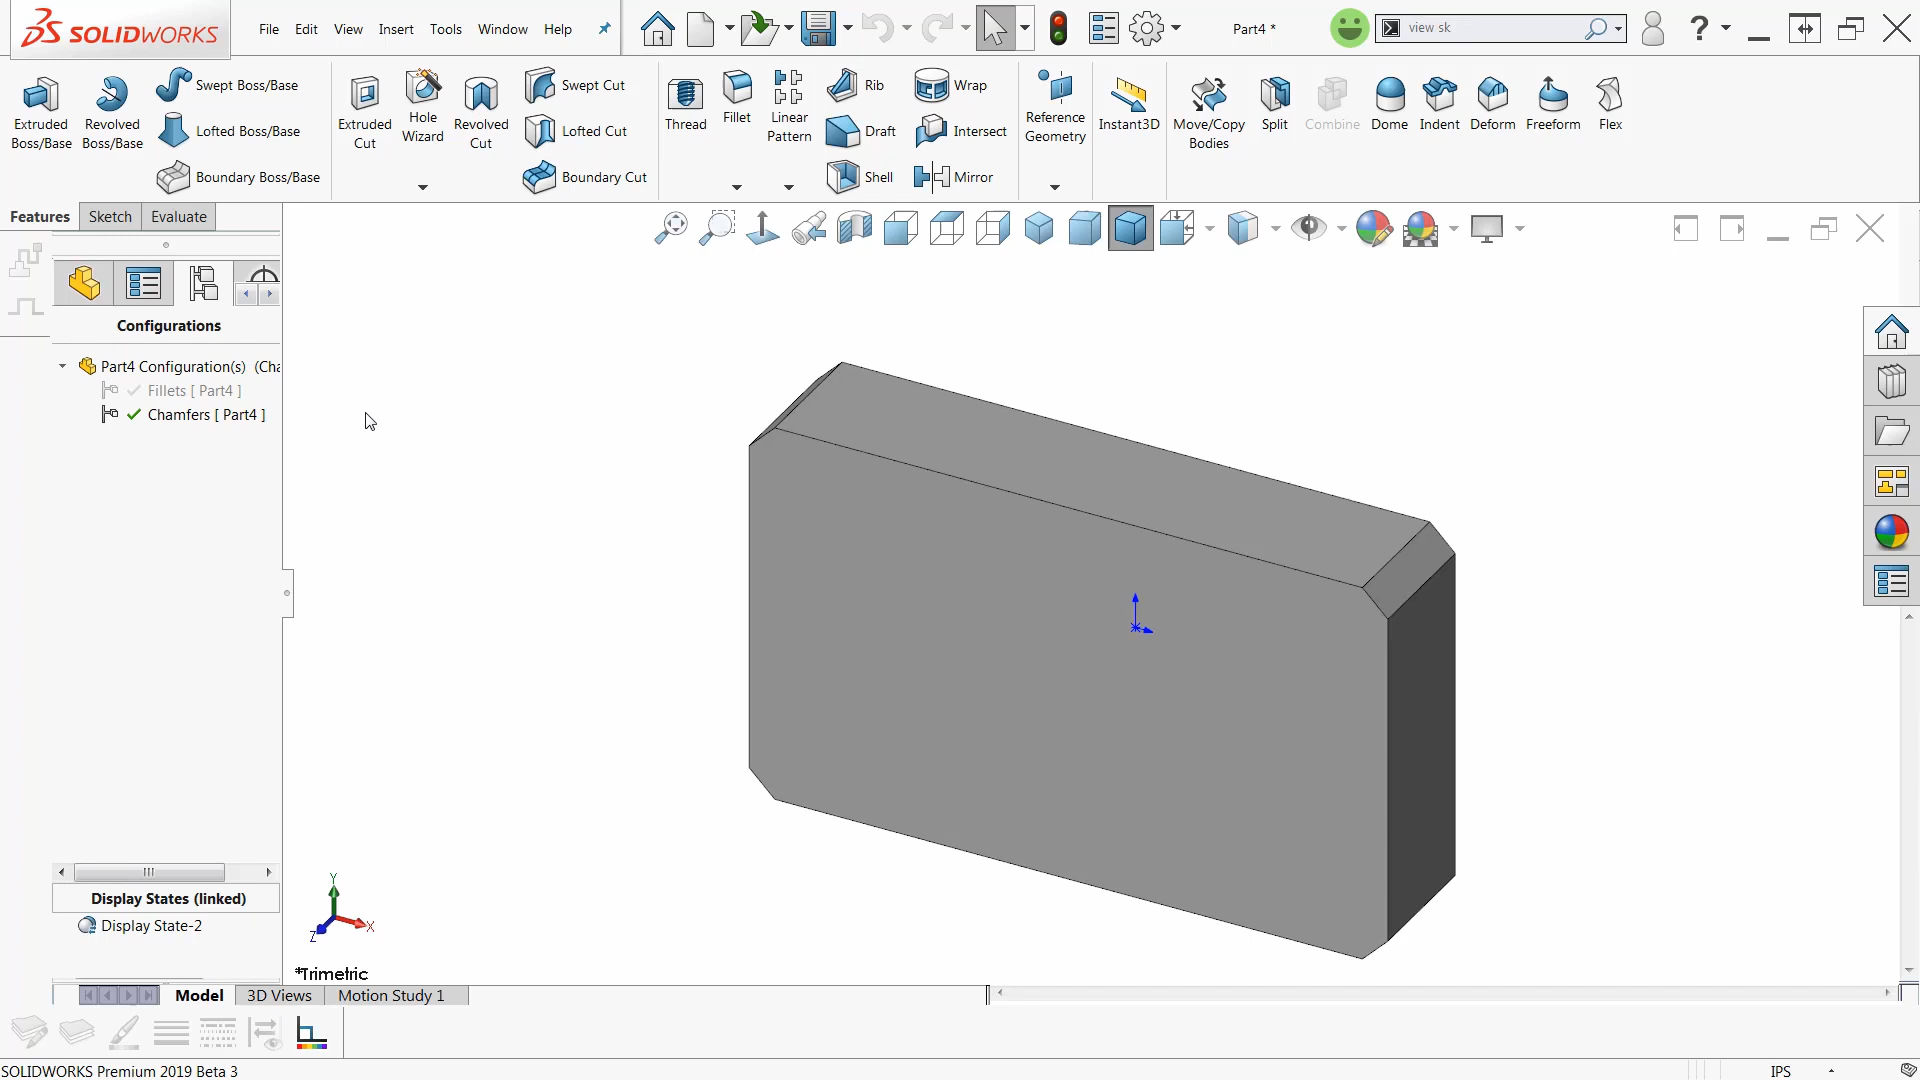 SOLIDWORKS
File Edit View Insert Tools Window Help
Part4 *
view sk
?
Extruded Boss/Base
Revolved Boss/Base
Swept Boss/Base
Lofted Boss/Base
Boundary Boss/Base
Extruded Cut
Hole Wizard
Revolved Cut
Swept Cut
Lofted Cut
Boundary Cut
Thread
Fillet
Linear Pattern
Rib
Draft
Shell
Wrap
Intersect
Mirror
Reference Geometry
Instant3D
Move/Copy Bodies
Split
Combine
Dome
Indent
Deform
Freeform
Flex
Features Sketch Evaluate
Configurations
Part4 Configuration(s) (Cha
Fillets [ Part4 ]
Chamfers [ Part4 ]
Display States (linked)
Display State-2
Y
X
Z
*Trimetric
Model 3D Views Motion Study 1
SOLIDWORKS Premium 2019 Beta 3
IPS